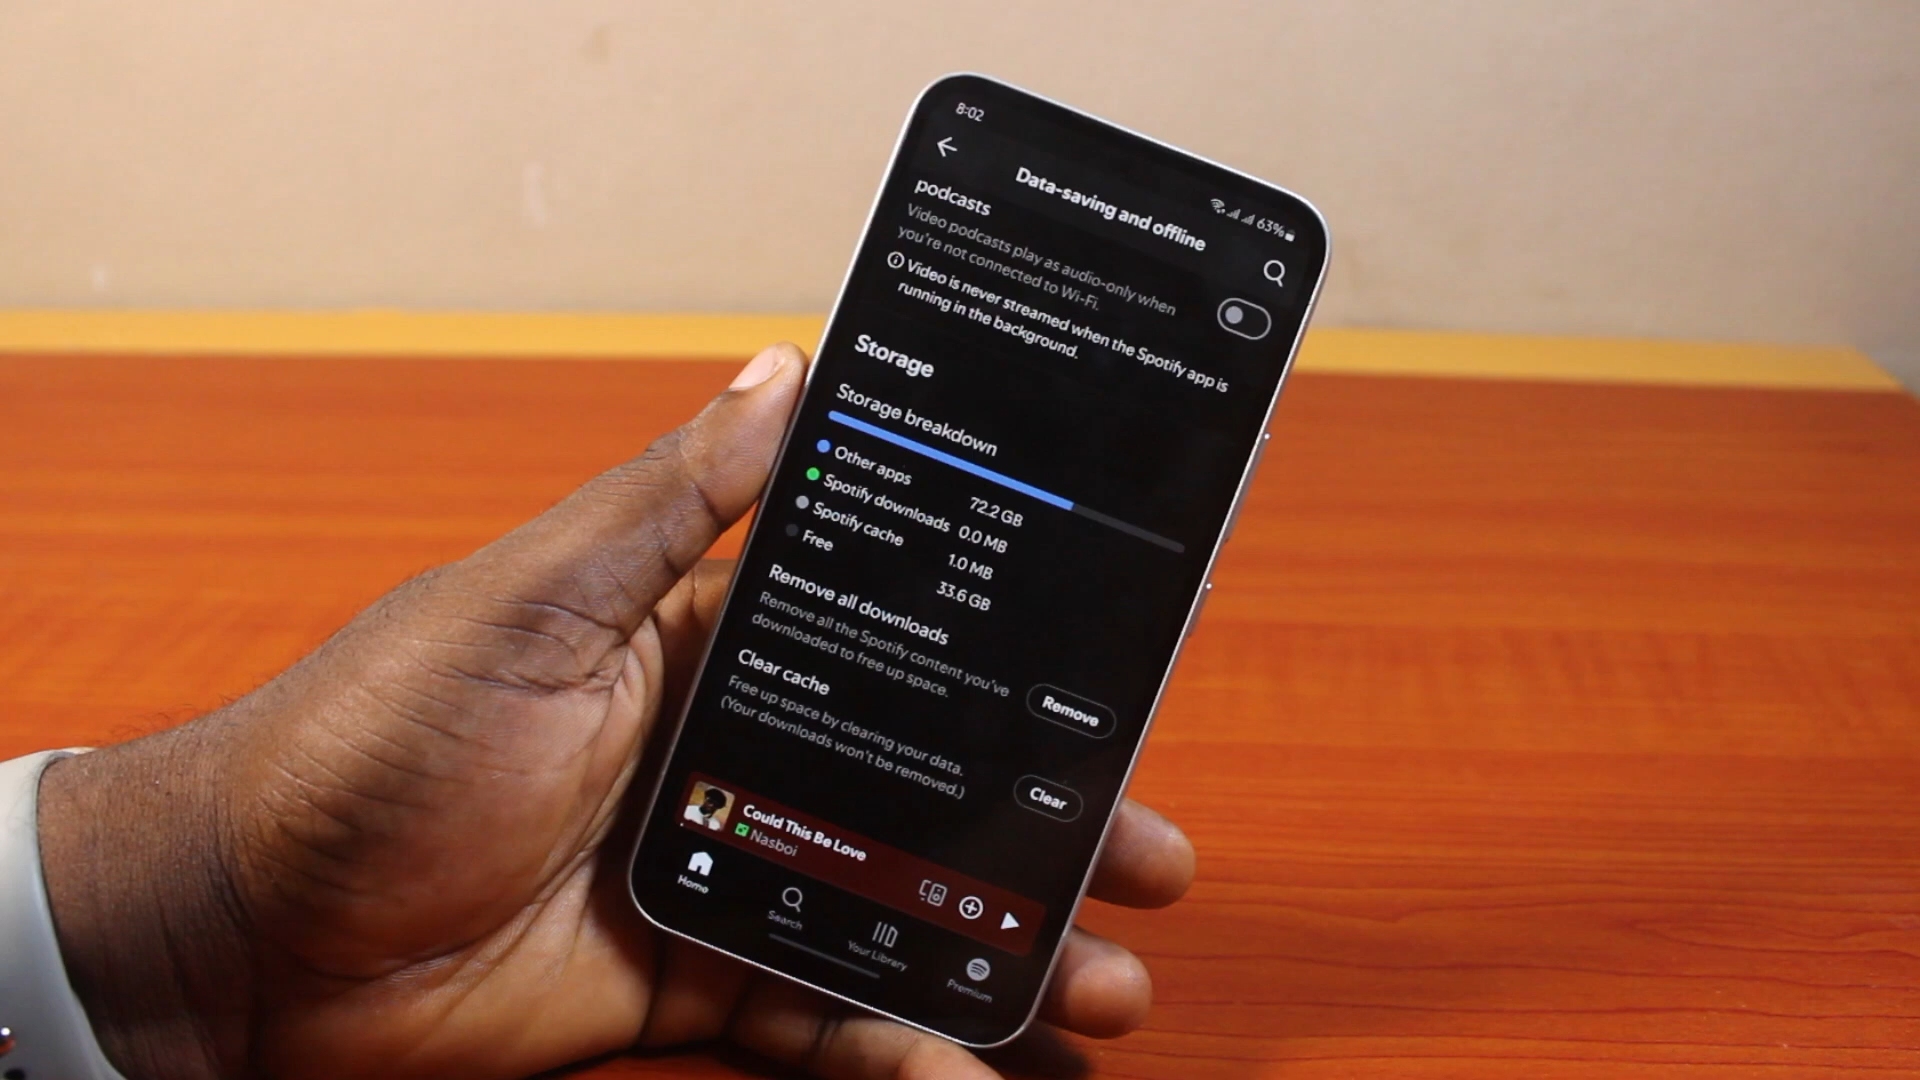 8:02
63%
Data-saving and offline
podcasts
Video podcasts play as audio-only when
you're not connected to Wi-Fi.
Video is never streamed when the Spotify app is
running in the background.
Storage
Storage breakdown
Other apps 72.2 GB
Spotify downloads 0.0 MB
Spotify cache 1.0 MB
Free 33.6 GB
Remove all downloads
Remove all the Spotify content you've
downloaded to free up space.
Remove
Clear cache
Free up space by clearing your data.
(Your downloads won't be removed.)
Clear
Could This Be Love
Nasboi
Home
Search
Your Library
Premium